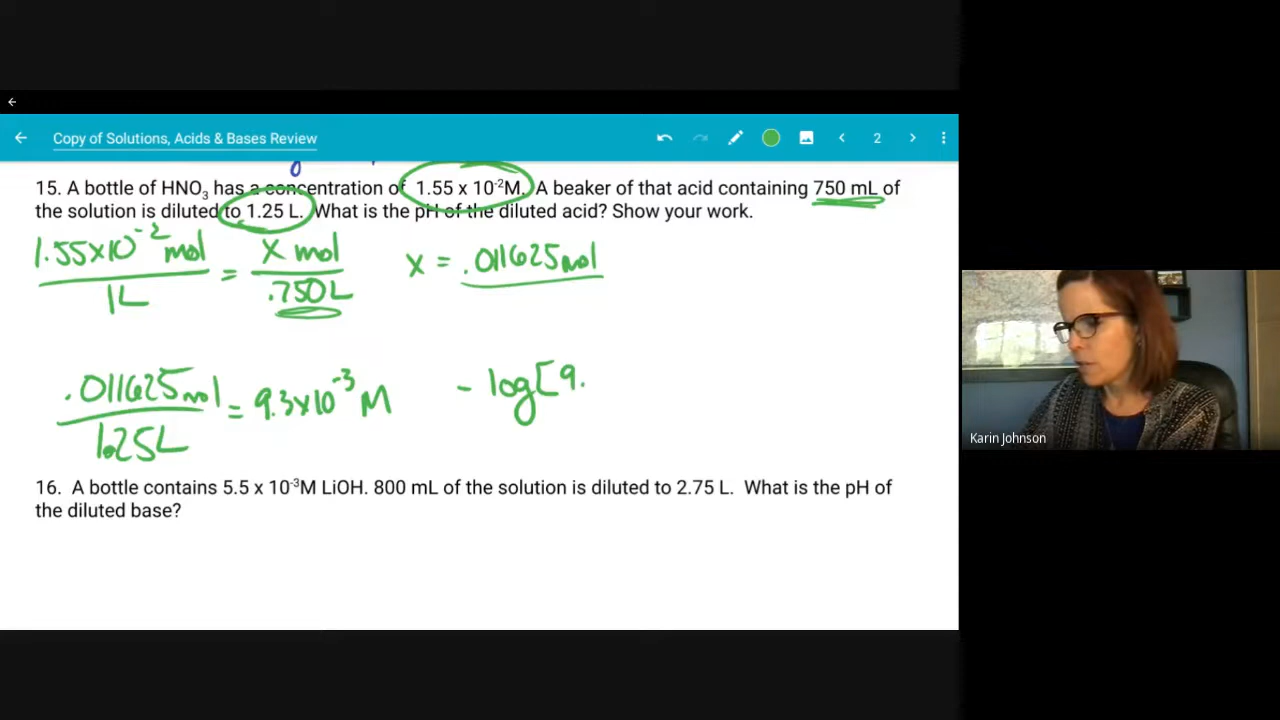 Copy of Solutions, Acids & Bases Review
2
15. A bottle of HNO3 has a concentration of 1.55 x 10-2M. A beaker of that acid containing 750 mL of
the solution is diluted to 1.25 L. What is the pH of the diluted acid? Show your work.
1.55x10-2 mol = X mol
1L .750L
x = .011625mol
.011625mol = 9.3x10-3 M
1.25L
- log[9.
16. A bottle contains 5.5 x 10-3M LiOH. 800 mL of the solution is diluted to 2.75 L. What is the pH of
the diluted base?
Karin Johnson